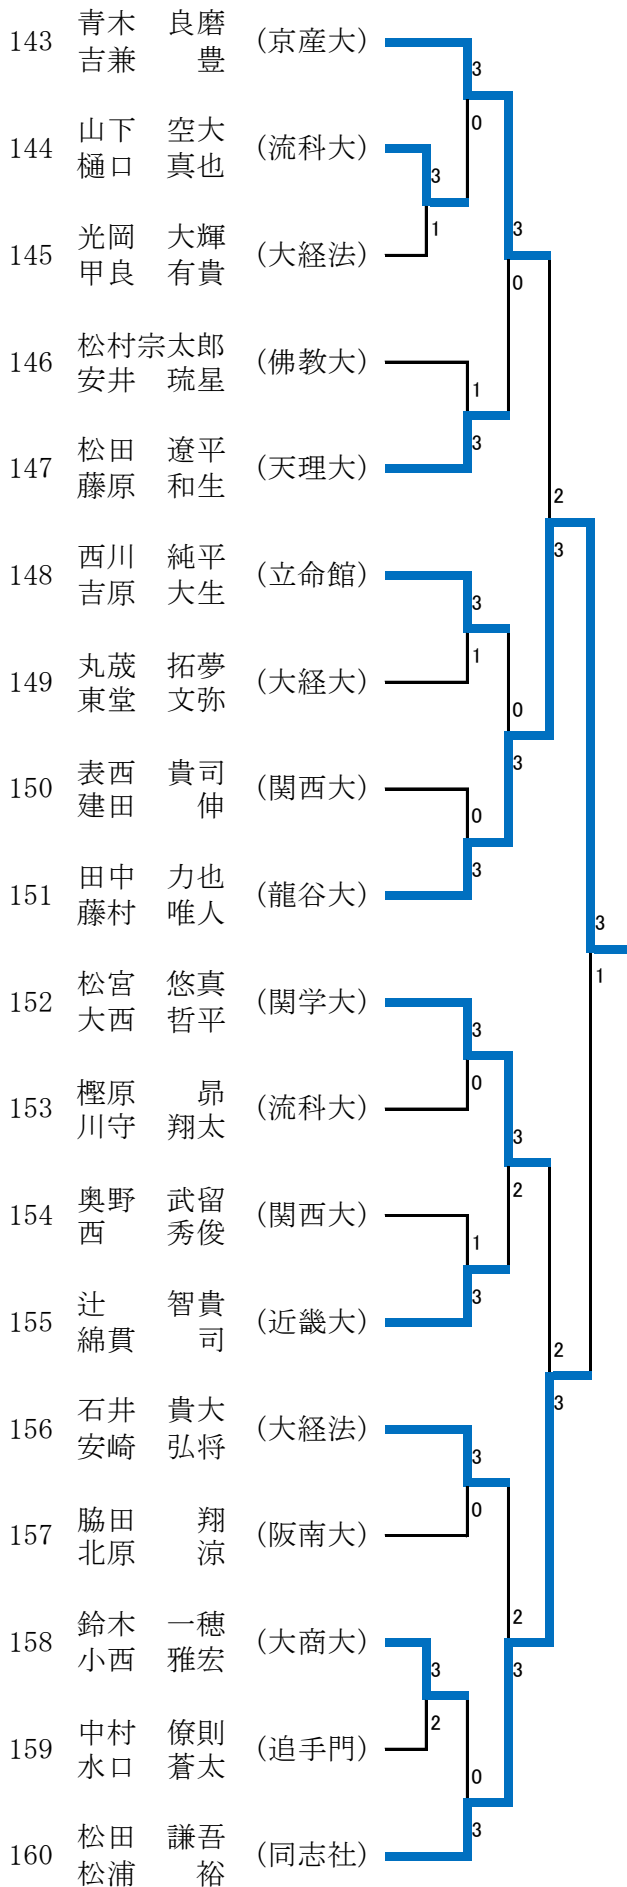 青木　良磨
143 (京産大)
吉兼　　豊
3
0
山下　空大
144 (流科大)
樋口　真也
3
1
3
0
光岡　大輝
145 (大経法)
甲良　有貴
松村宗太郎
146 (佛教大)
安井　琉星
1
3
松田　遼平
147 (天理大)
藤原　和生
2
3
西川　純平
148 (立命館)
吉原　大生
3
1
丸茂　拓夢
149 (大経大)
東堂　文弥
0
3
表西　貴司
150 (関西大)
建田　　伸
0
3
田中　力也
151 (龍谷大)
藤村　唯人
3
1
松宮　悠真
152 (関学大)
大西　哲平
3
0
樫原　　昴
153 (流科大)
川守　翔太
3
2
奥野　武留
154 (関西大)
西　　秀俊
1
3
辻　　智貴
155 (近畿大)
綿貫　　司
2
3
石井　貴大
156 (大経法)
安崎　弘将
3
0
脇田　　翔
157 (阪南大)
北原　　涼
2
3
鈴木　一穂
158 (大商大)
小西　雅宏
3
2
中村　僚則
159 (追手門)
水口　蒼太
0
3
松田　謙吾
160 (同志社)
松浦　　裕